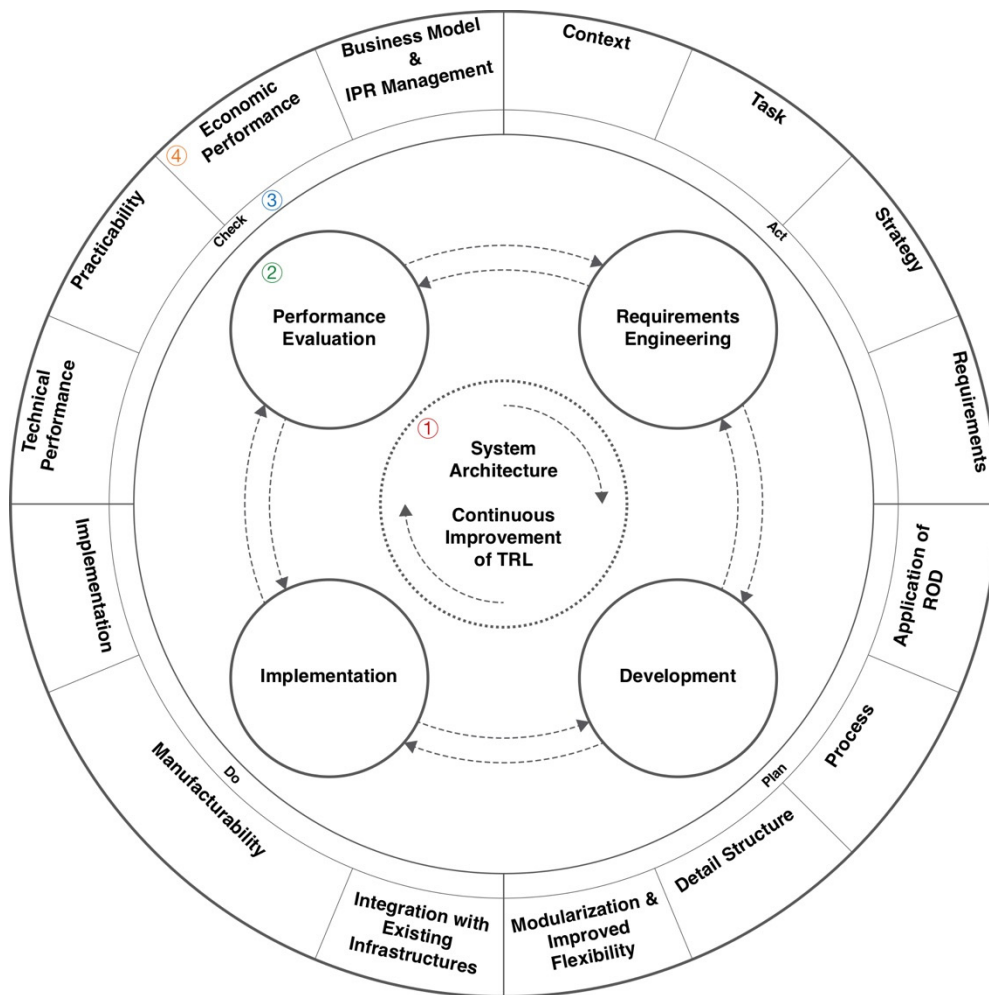 Business Model
&
IPR Management
Context
Task
Strategy
Requirements
Application of
ROD
Process
Detail Structure
Modularization &
Improved
Flexibility
Integration with
Existing
Infrastructures
Manufacturability
Implementation
Technical
Performance
Practicability
④
Economic
Performance
Check
③
Act
Plan
Do
②
Performance
Evaluation
Requirements
Engineering
①
System
Architecture
Continuous
Improvement
of TRL
Implementation
Development